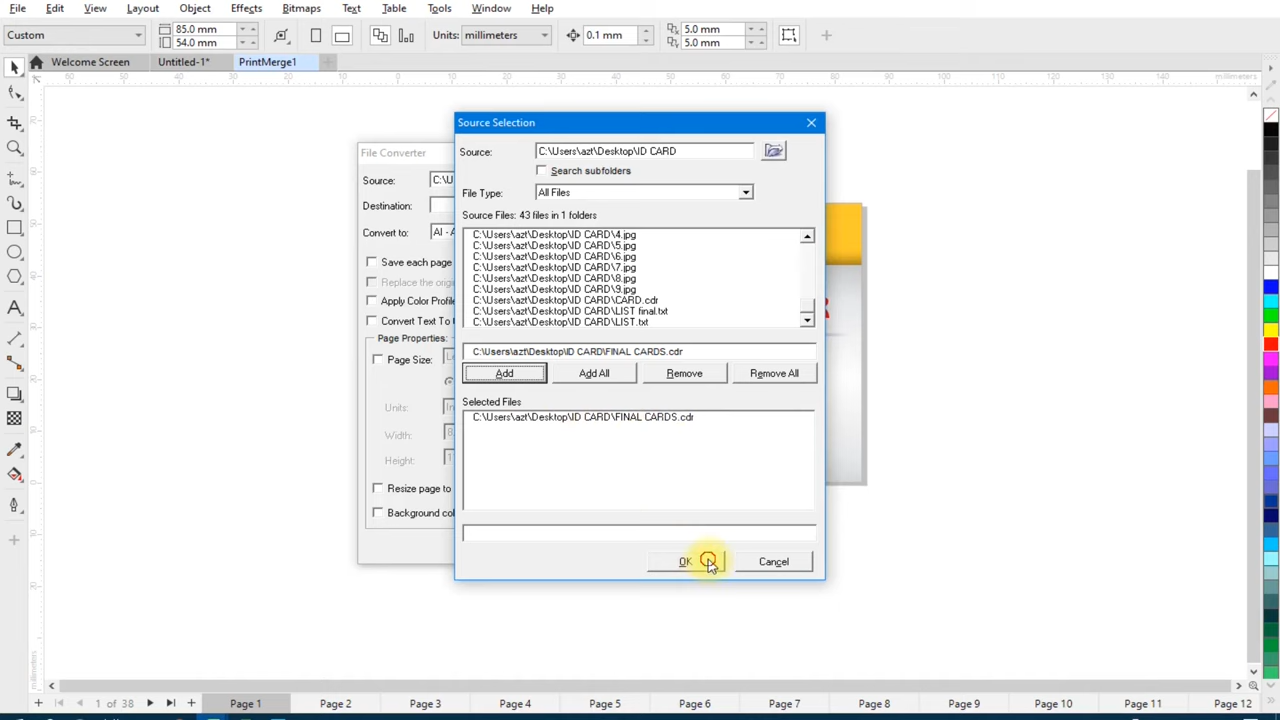 File Edit View Layout Object Effects Bitmaps Text Table Tools Window Help
Custom 85.0 mm 54.0 mm Units: millimeters 0.1 mm 5.0 mm 5.0 mm
Welcome Screen Untitled-1* PrintMerge1
millimeters
File Converter
Source: C:\U
Destination:
Convert to: AI - A
Save each page
Replace the origin
Apply Color Profile
Convert Text To C
Page Properties:
Page Size:
Units:
Width: 8
Height: 1
Resize page to
Background col
Source Selection
Source: C:\Users\azt\Desktop\ID CARD
Search subfolders
File Type: All Files
Source Files: 43 files in 1 folders
C:\Users\azt\Desktop\ID CARD\4.jpg
C:\Users\azt\Desktop\ID CARD\5.jpg
C:\Users\azt\Desktop\ID CARD\6.jpg
C:\Users\azt\Desktop\ID CARD\7.jpg
C:\Users\azt\Desktop\ID CARD\8.jpg
C:\Users\azt\Desktop\ID CARD\9.jpg
C:\Users\azt\Desktop\ID CARD\CARD.cdr
C:\Users\azt\Desktop\ID CARD\LIST final.txt
C:\Users\azt\Desktop\ID CARD\LIST.txt
C:\Users\azt\Desktop\ID CARD\FINAL CARDS.cdr
Add Add All Remove Remove All
Selected Files
C:\Users\azt\Desktop\ID CARD\FINAL CARDS.cdr
OK Cancel
1 of 38 Page 1 Page 2 Page 3 Page 4 Page 5 Page 6 Page 7 Page 8 Page 9 Page 10 Page 11 Page 12